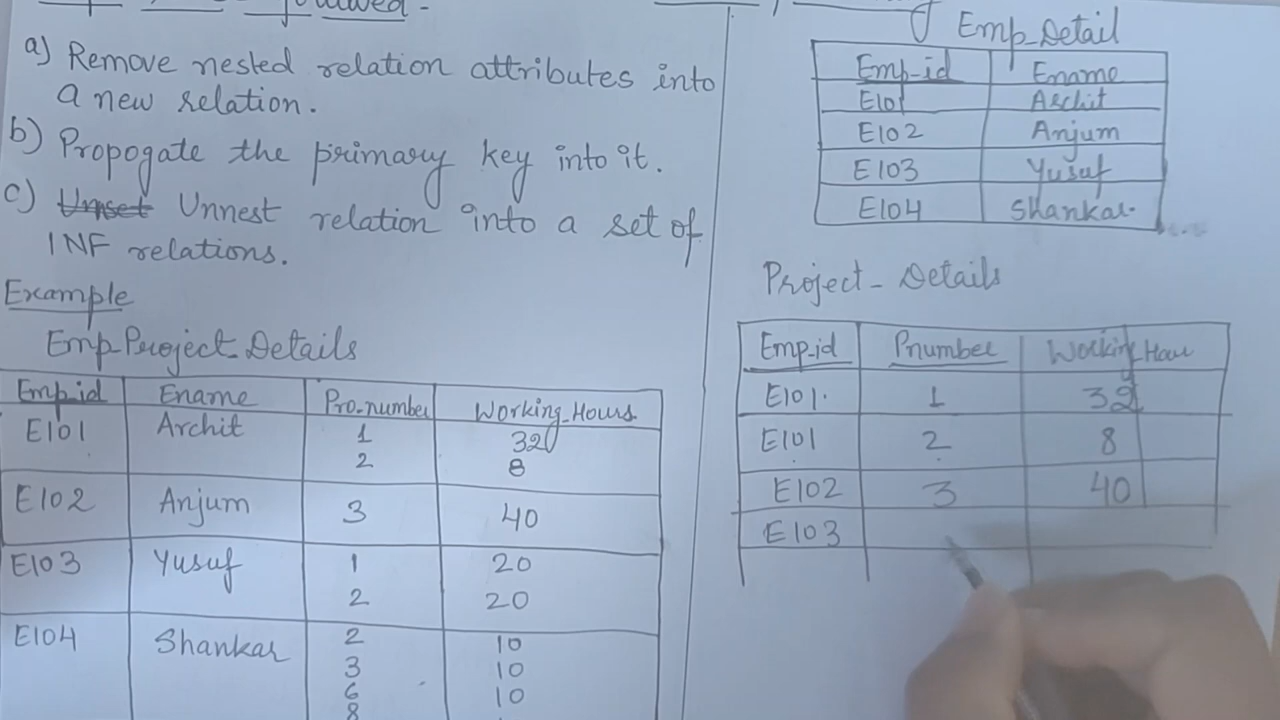 a) Remove nested relation attributes into
a new relation.
b) Propogate the primary key into it.
c) Unnest relation into a set of
1NF relations.
Example
Emp_Project_Details
Emp_id Ename Pro_number Working_Hours
E101 Archit 1 32
2 8
E102 Anjum 3 40
E103 Yusuf 1 20
2 20
E104 Shankar 2 10
3 10
6 10
8
Emp_Detail
Emp_id Ename
E101 Archit
E102 Anjum
E103 Yusuf
E104 Shankar.
Project_Details
Emp_id Pnumber Working_Hour
E101. 1 32
E101 2 8
E102 3 40
E103